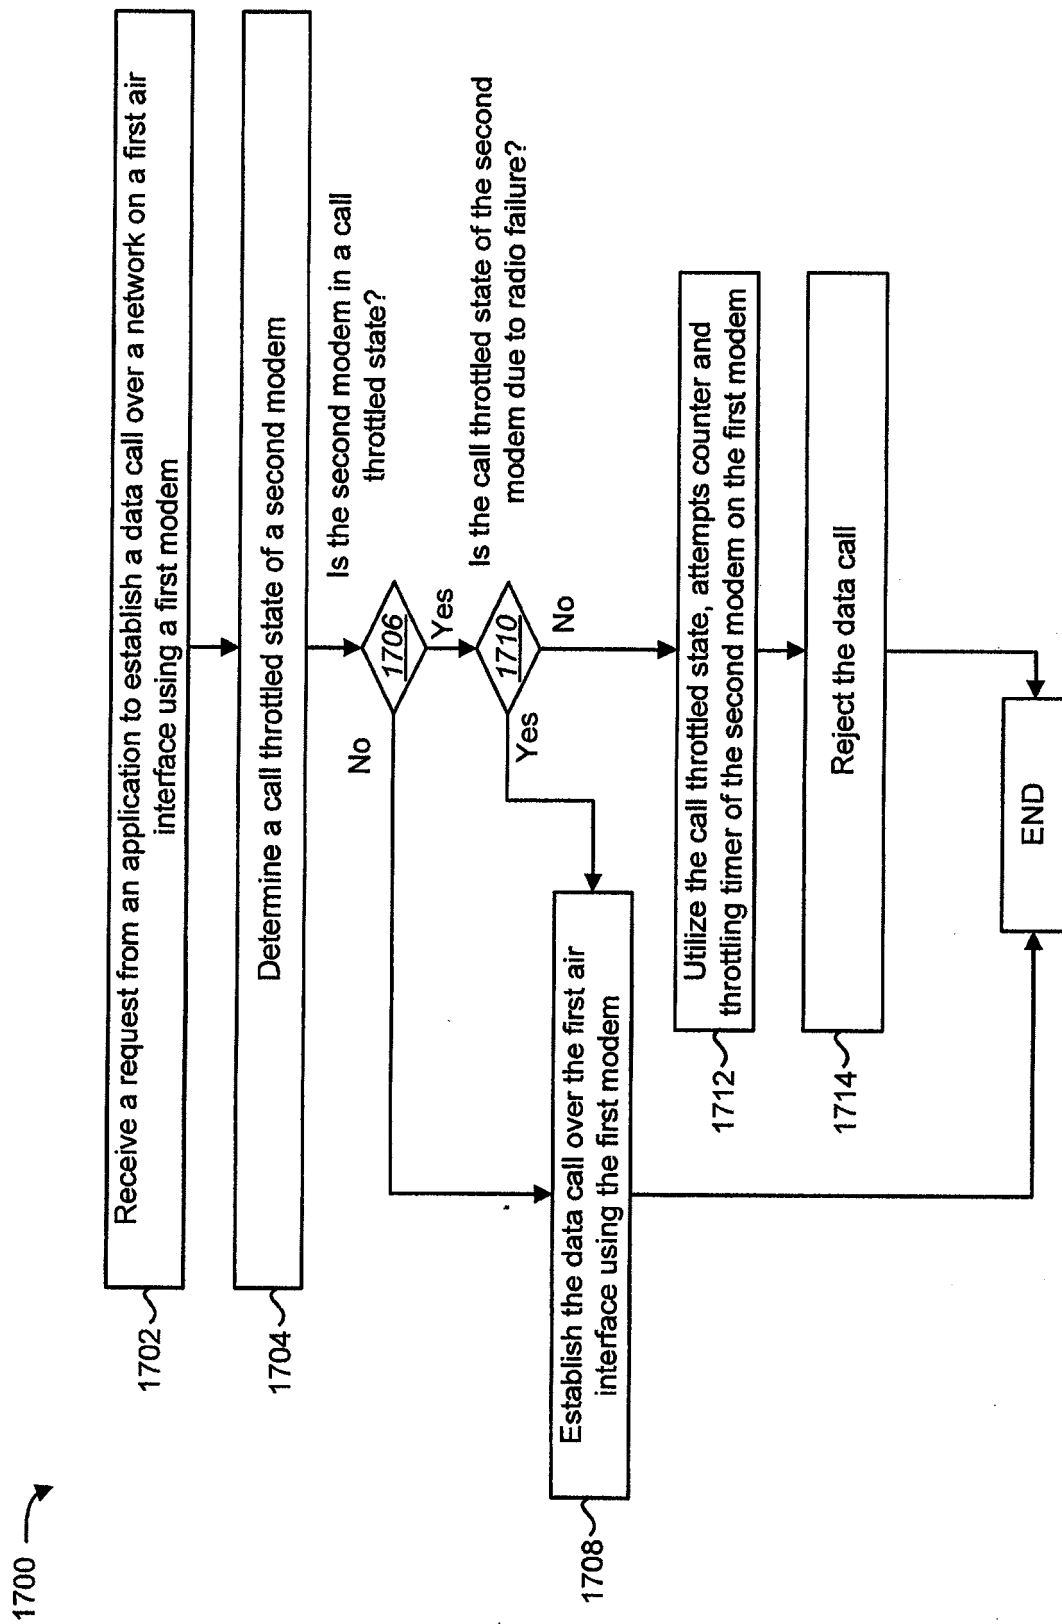 1700
Receive a request from an application to establish a data call over a network on a first air
interface using a first modem
1702
Determine a call throttled state of a second modem
1704
Is the second modem in a call
throttled state?
1706
No
Yes
Is the call throttled state of the second
modem due to radio failure?
1710
Yes
No
Establish the data call over the first air
interface using the first modem
1708
Utilize the call throttled state, attempts counter and
throttling timer of the second modem on the first modem
1712
Reject the data call
1714
END